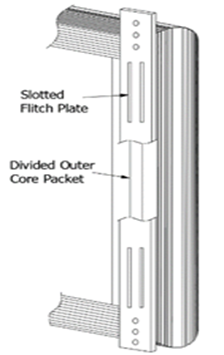 Slotted
Flitch Plate
Divided Outer
Core Packet